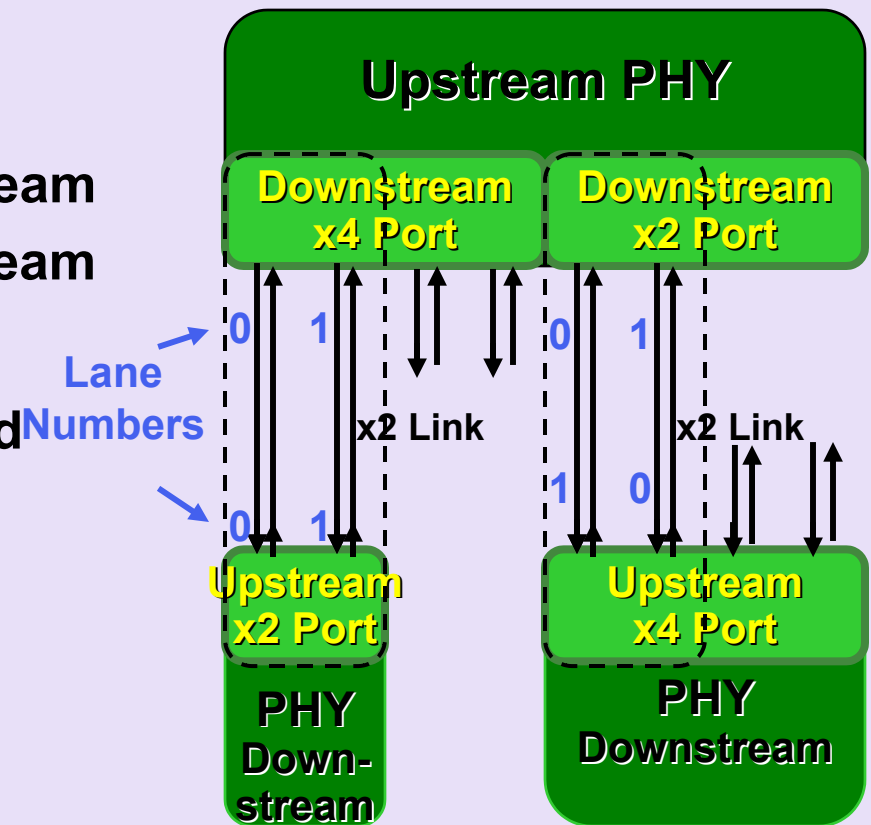 Upstream PHY
eam
eam
Downstream
x4 Port
Downstream
x2 Port
0 1
0 1
Lane
Numbers
d
x2 Link
x2 Link
1 0
0 1
Upstream
x2 Port
Upstream
x4 Port
PHY
Down-
stream
PHY
Downstream